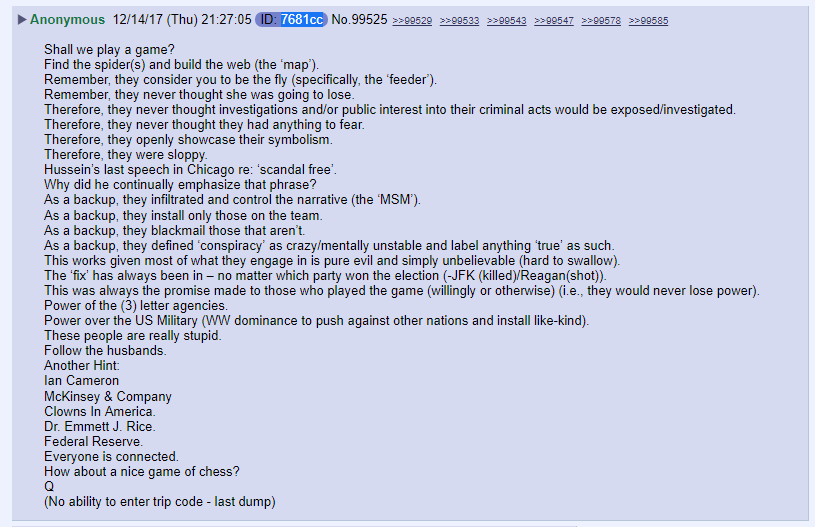 ▶ Anonymous 12/14/17 (Thu) 21:27:05 ID: 7681cc No.99525 >>99529 >>99533 >>99543 >>99547 >>99578 >>99585
Shall we play a game?
Find the spider(s) and build the web (the ‘map’).
Remember, they consider you to be the fly (specifically, the ‘feeder’).
Remember, they never thought she was going to lose.
Therefore, they never thought investigations and/or public interest into their criminal acts would be exposed/investigated.
Therefore, they never thought they had anything to fear.
Therefore, they openly showcase their symbolism.
Therefore, they were sloppy.
Hussein’s last speech in Chicago re: ‘scandal free’.
Why did he continually emphasize that phrase?
As a backup, they infiltrated and control the narrative (the ‘MSM’).
As a backup, they install only those on the team.
As a backup, they blackmail those that aren’t.
As a backup, they defined ‘conspiracy’ as crazy/mentally unstable and label anything ‘true’ as such.
This works given most of what they engage in is pure evil and simply unbelievable (hard to swallow).
The ‘fix’ has always been in – no matter which party won the election (-JFK (killed)/Reagan(shot)).
This was always the promise made to those who played the game (willingly or otherwise) (i.e., they would never lose power).
Power of the (3) letter agencies.
Power over the US Military (WW dominance to push against other nations and install like-kind).
These people are really stupid.
Follow the husbands.
Another Hint:
Ian Cameron
McKinsey & Company
Clowns In America.
Dr. Emmett J. Rice.
Federal Reserve.
Everyone is connected.
How about a nice game of chess?
Q
(No ability to enter trip code - last dump)